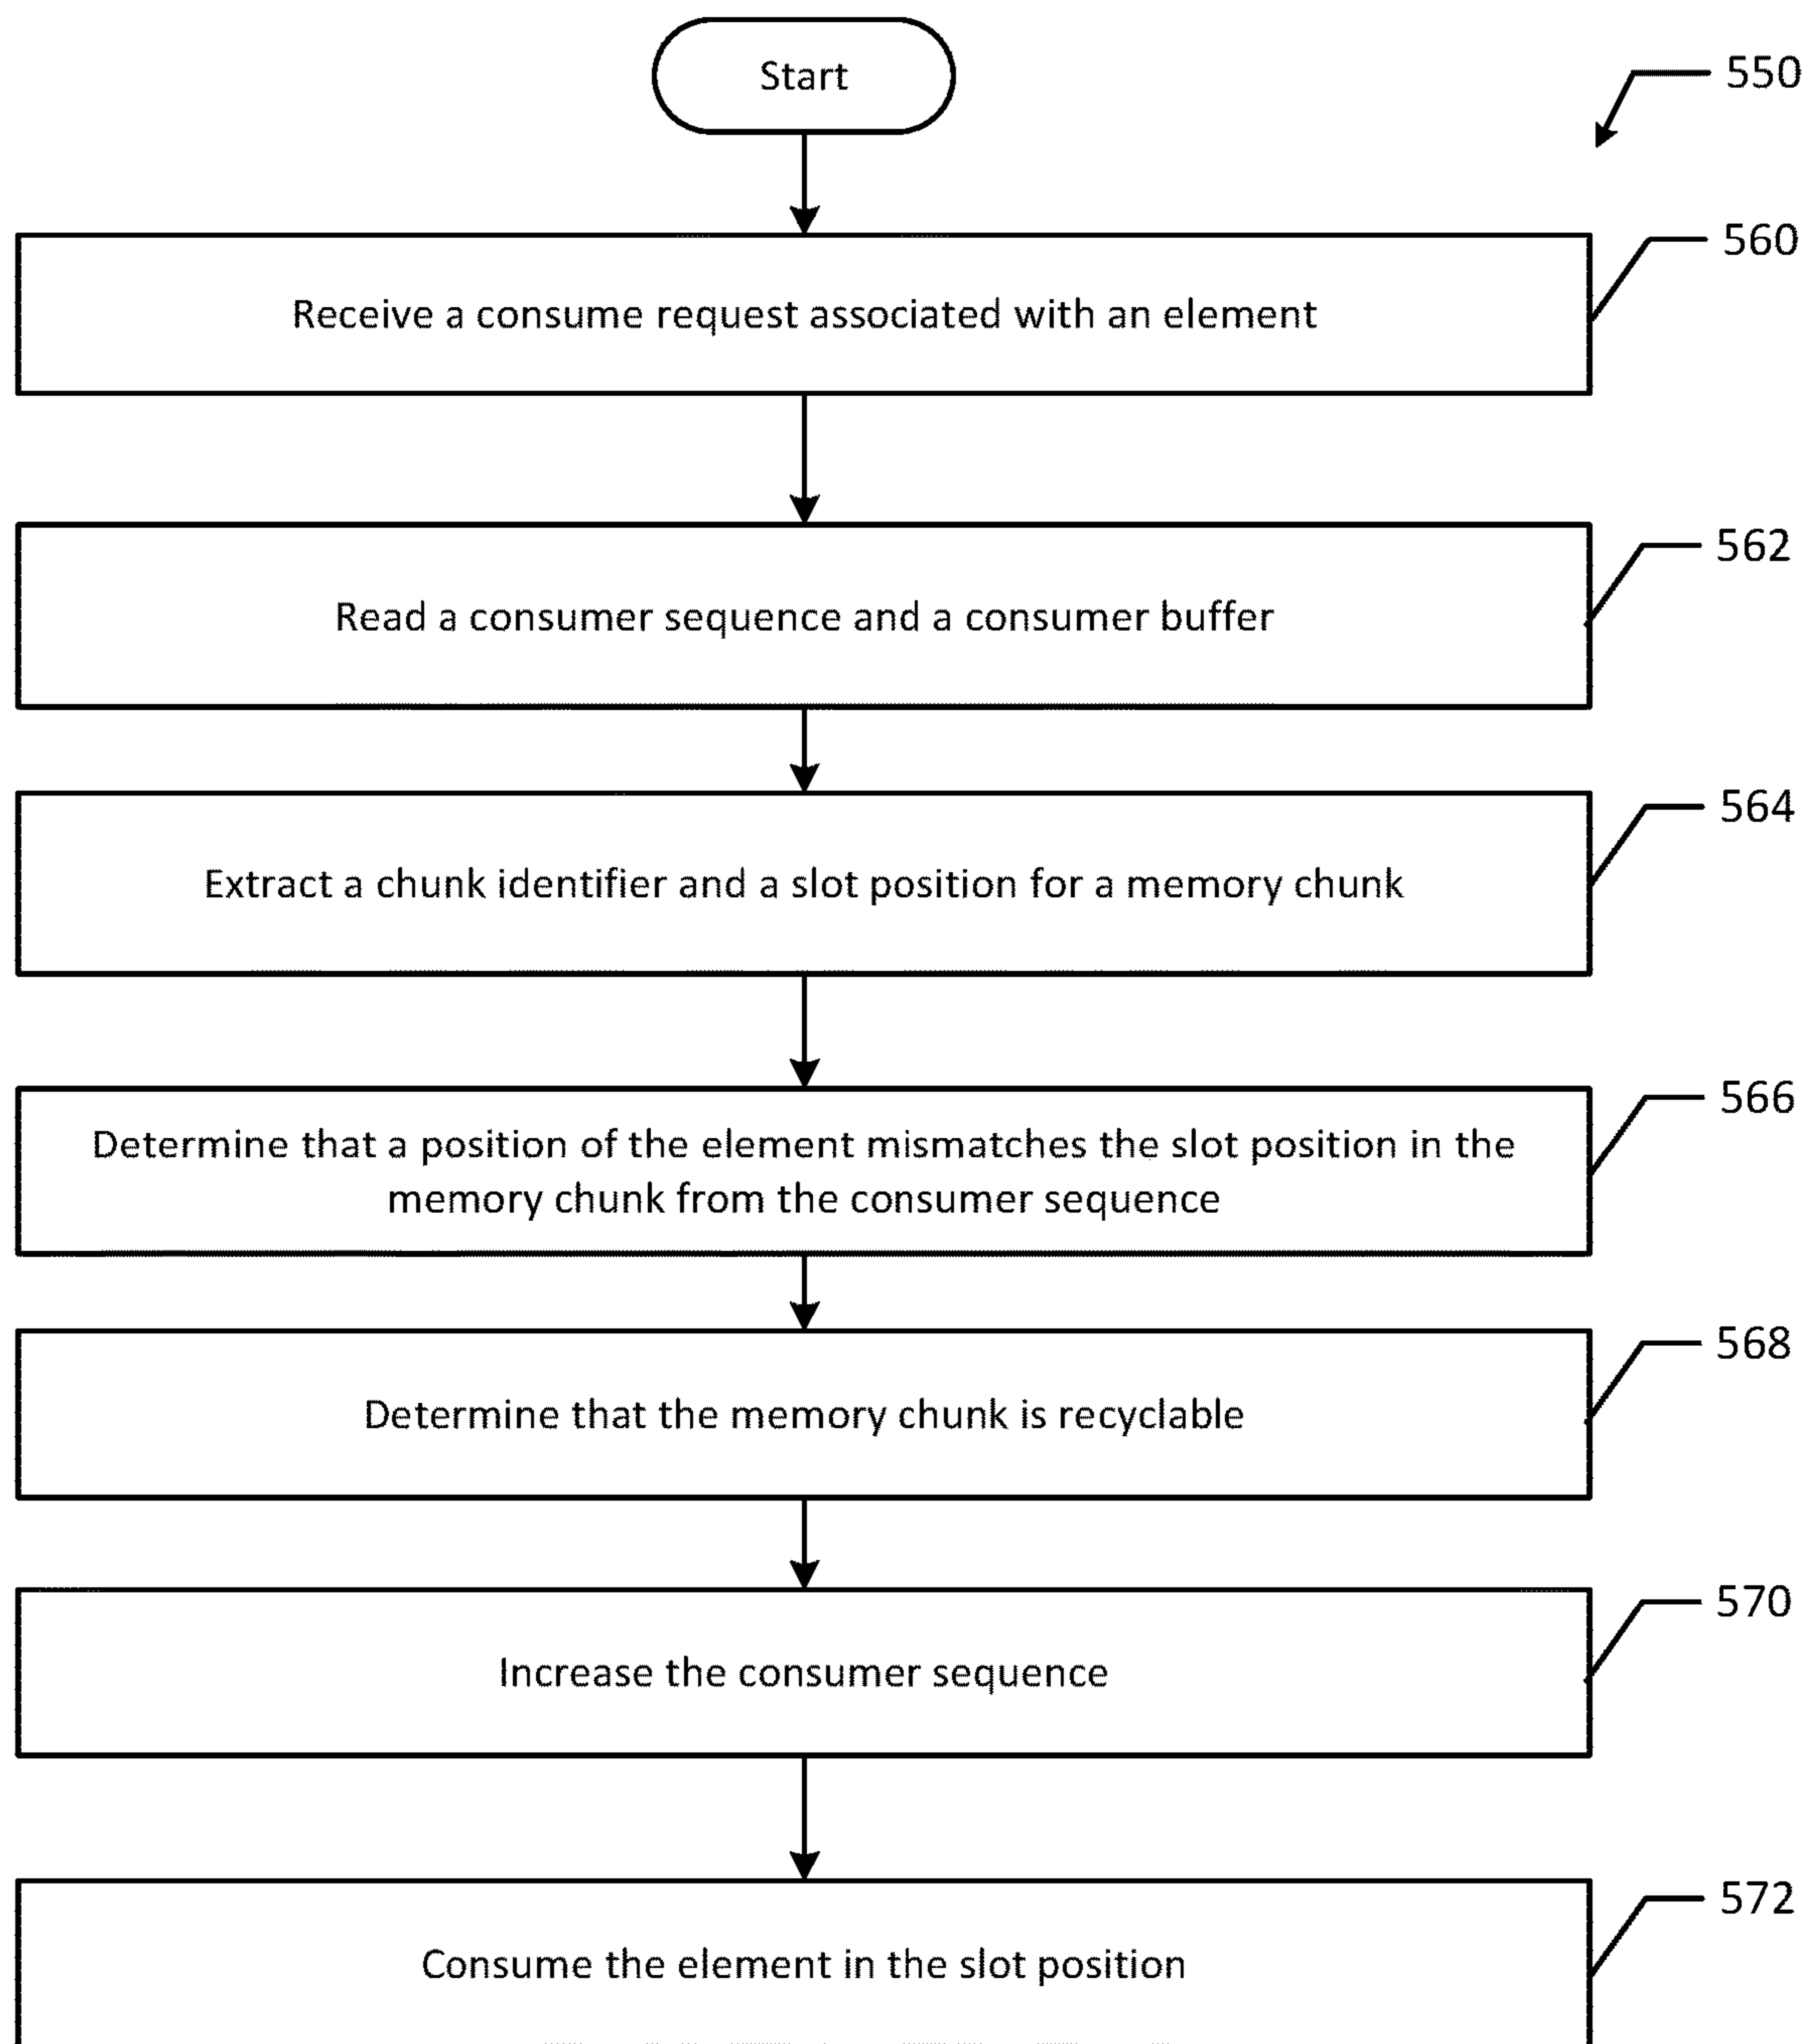 Start
550
560
Receive a consume request associated with an element
562
Read a consumer sequence and a consumer buffer
564
Extract a chunk identifier and a slot position for a memory chunk
566
Determine that a position of the element mismatches the slot position in the
memory chunk from the consumer sequence
568
Determine that the memory chunk is recyclable
570
Increase the consumer sequence
572
Consume the element in the slot position